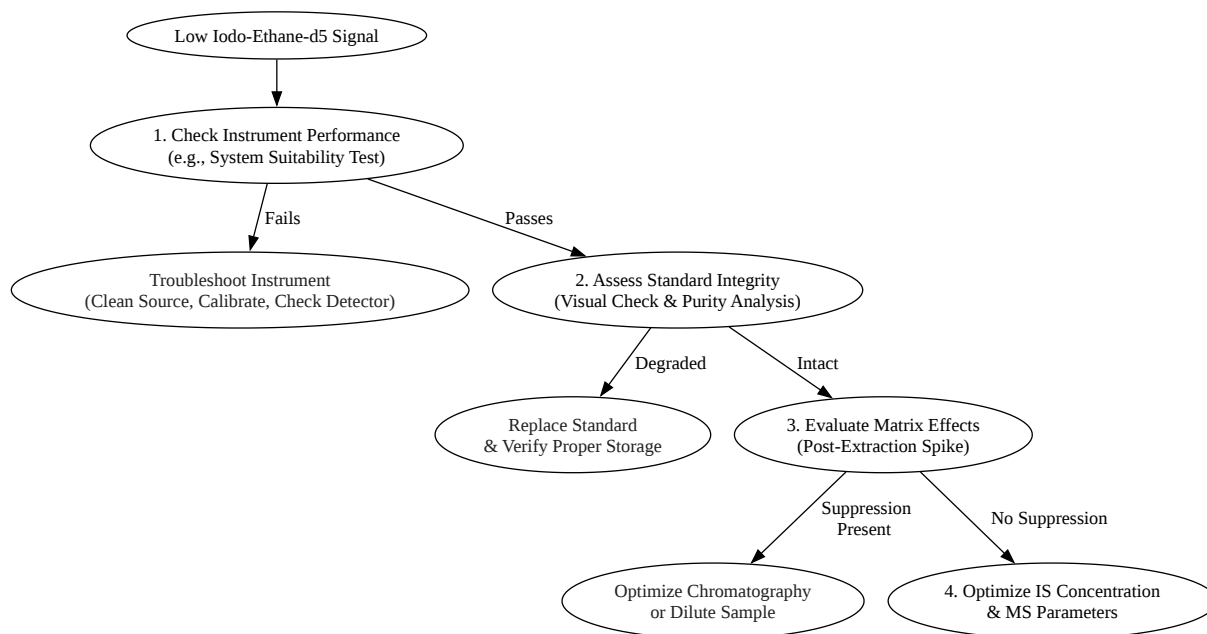 Low Iodo-Ethane-d5 Signal
1. Check Instrument Performance
(e.g., System Suitability Test)
Fails
Passes
Troubleshoot Instrument
(Clean Source, Calibrate, Check Detector)
2. Assess Standard Integrity
(Visual Check & Purity Analysis)
Degraded
Intact
Replace Standard
& Verify Proper Storage
3. Evaluate Matrix Effects
(Post-Extraction Spike)
Suppression
Present
No Suppression
Optimize Chromatography
or Dilute Sample
4. Optimize IS Concentration
& MS Parameters